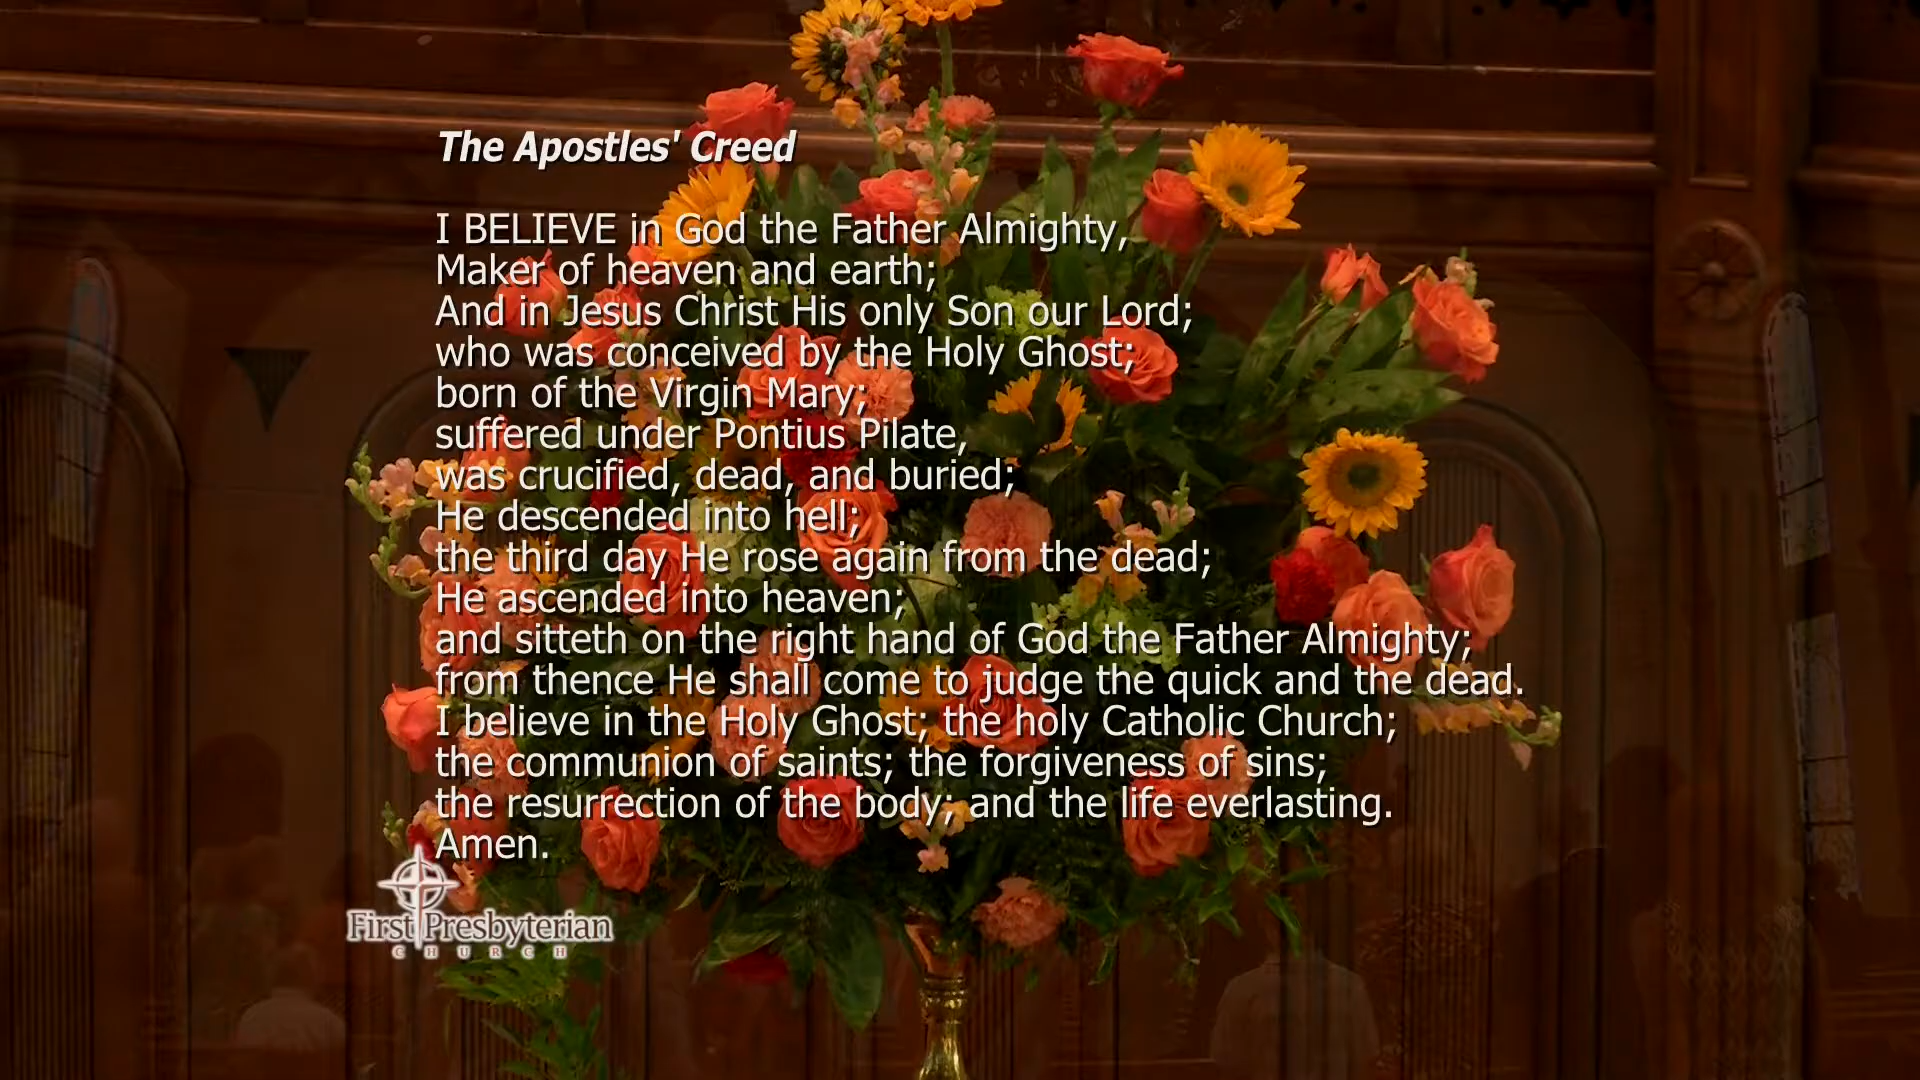 The Apostles' Creed
I BELIEVE in God the Father Almighty,
Maker of heaven and earth;
And in Jesus Christ His only Son our Lord;
who was conceived by the Holy Ghost;
born of the Virgin Mary;
suffered under Pontius Pilate,
was crucified, dead, and buried;
He descended into hell;
the third day He rose again from the dead;
He ascended into heaven;
and sitteth on the right hand of God the Father Almighty;
from thence He shall come to judge the quick and the dead.
I believe in the Holy Ghost; the holy Catholic Church;
the communion of saints; the forgiveness of sins;
the resurrection of the body; and the life everlasting.
Amen.
First Presbyterian
CHURCH